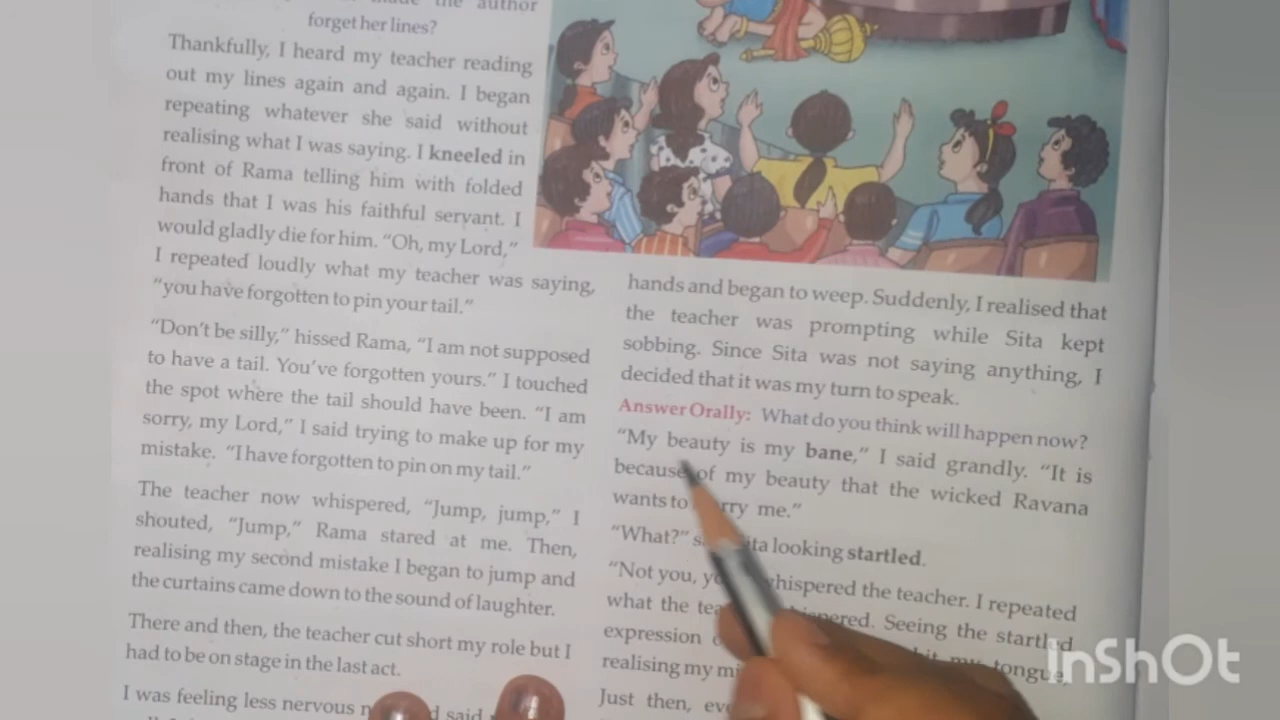 the author
forget her lines?
Thankfully, I heard my teacher reading
out my lines again and again. I began
repeating whatever she said without
realising what I was saying. I kneeled in
front of Rama telling him with folded
hands that I was his faithful servant. I
would gladly die for him. “Oh, my Lord,”
I repeated loudly what my teacher was saying,
“you have forgotten to pin your tail.”
“Don’t be silly,” hissed Rama, “I am not supposed
to have a tail. You’ve forgotten yours.” I touched
the spot where the tail should have been. “I am
sorry, my Lord,” I said trying to make up for my
mistake. “I have forgotten to pin on my tail.”
The teacher now whispered, “Jump, jump,” I
shouted, “Jump,” Rama stared at me. Then,
realising my second mistake I began to jump and
the curtains came down to the sound of laughter.
There and then, the teacher cut short my role but I
had to be on stage in the last act.
I was feeling less nervous said
hands and began to weep. Suddenly, I realised that
the teacher was prompting while Sita kept
sobbing. Since Sita was not saying anything, I
decided that it was my turn to speak.
Answer Orally: What do you think will happen now?
“My beauty is my bane,” I said grandly. “It is
because of my beauty that the wicked Ravana
wants to me.”
“What?” looking startled.
“Not you, whispered the teacher. I repeated
what the Seeing the startled
expression my tongue,
realising my
Just then,
InShOt